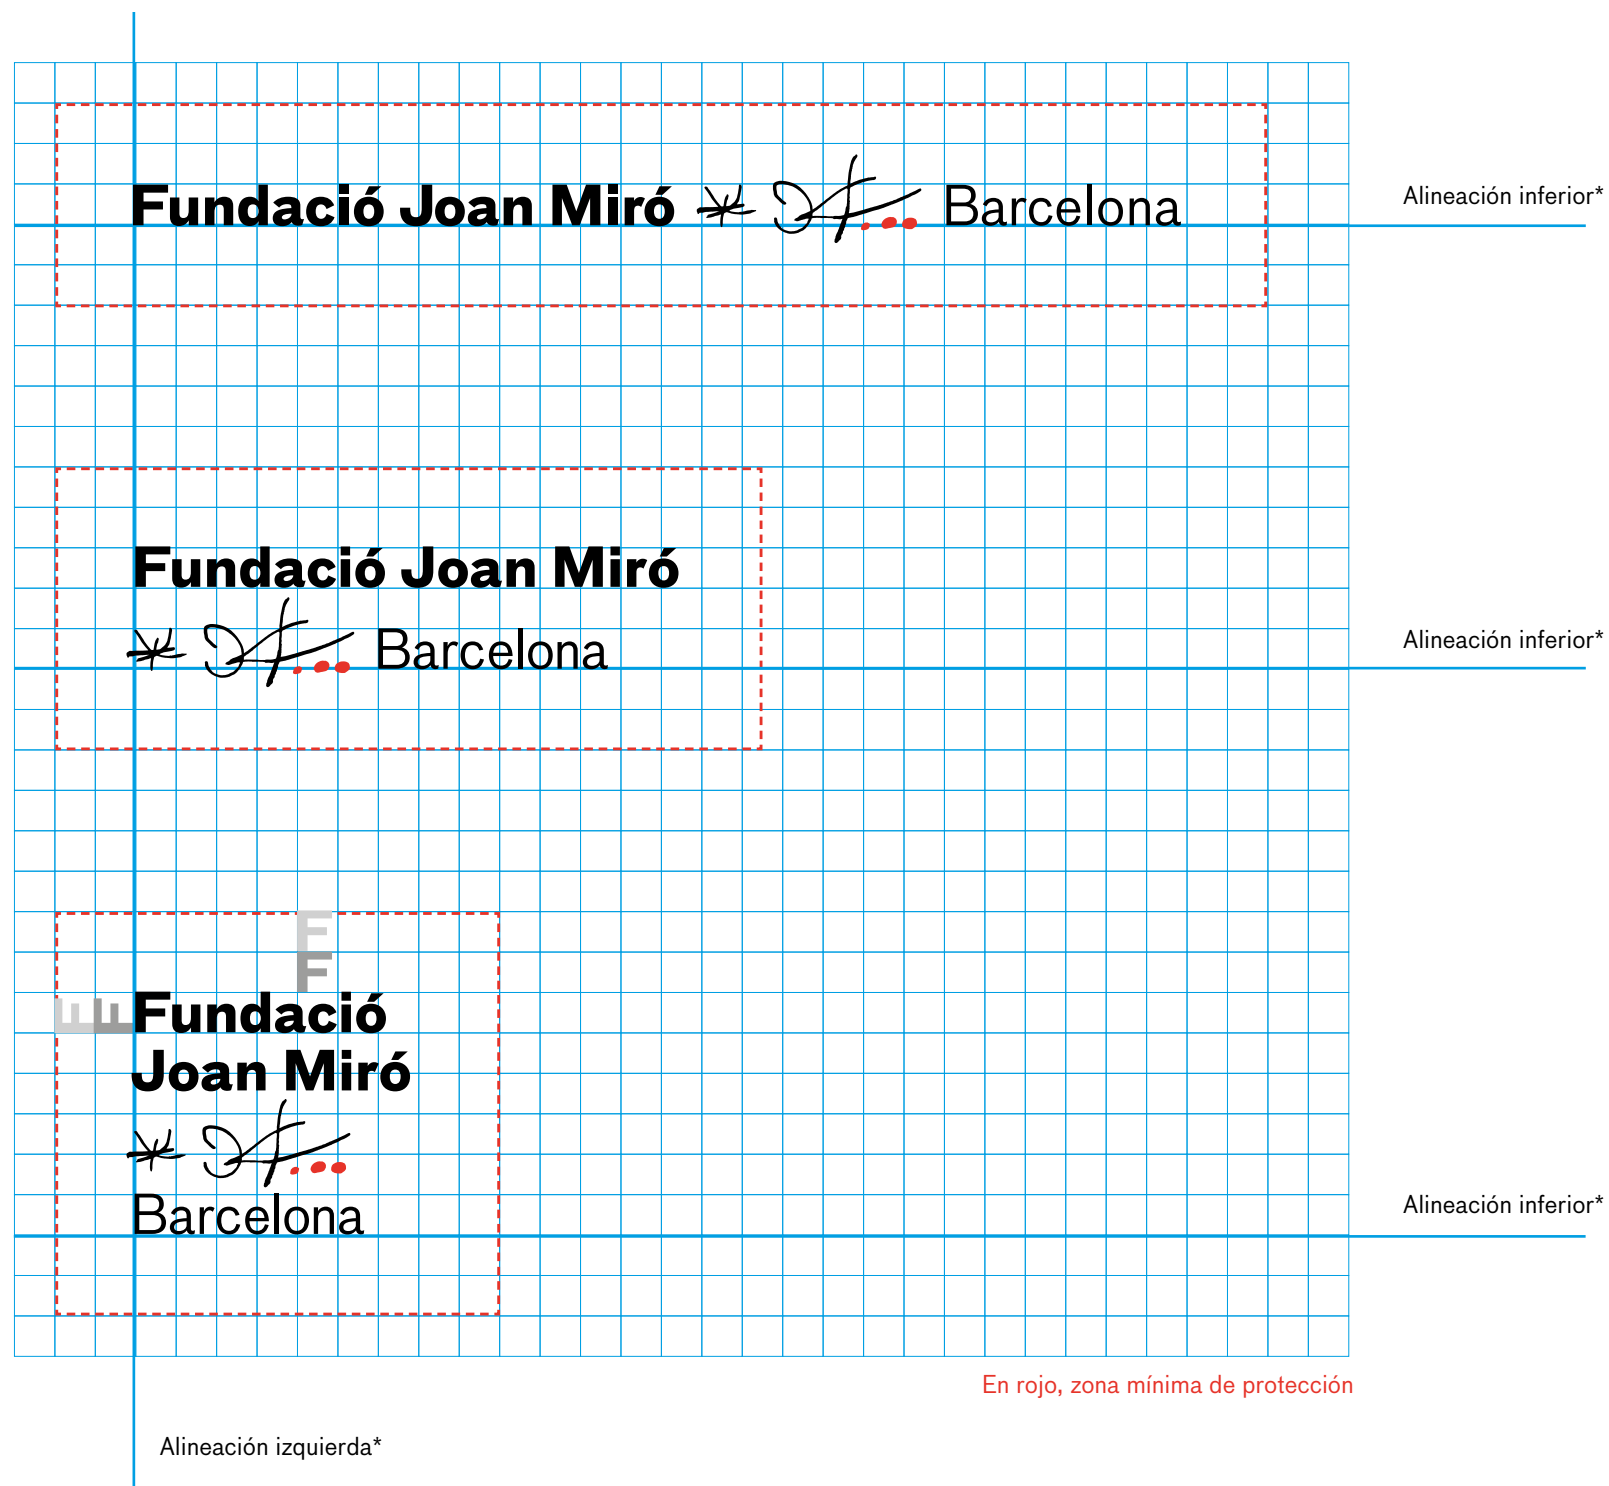 Fundació Joan Miró Barcelona
Alineación inferior*
Fundació Joan Miró
Barcelona
Alineación inferior*
F
F
F F
Fundació
Joan Miró
Barcelona
Alineación inferior*
En rojo, zona mínima de protección
Alineación izquierda*